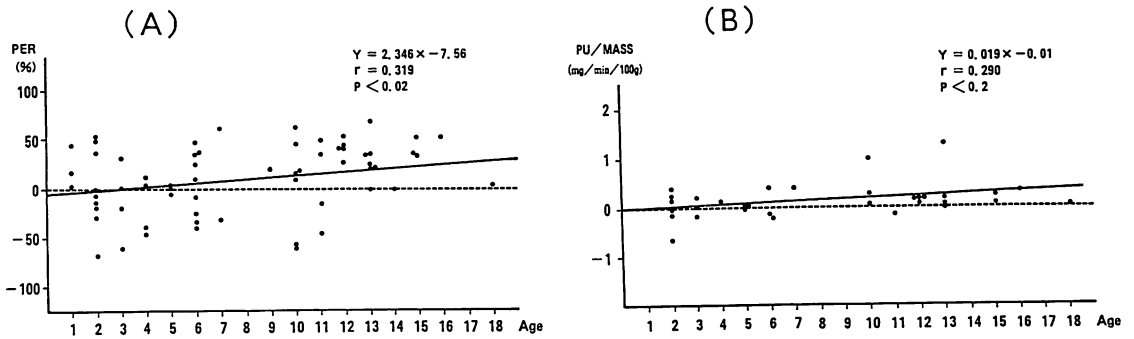 (A)
PER
(%)
Y = 2.346×−7.56
r = 0.319
P < 0.02
100
50
0
−50
−100
1 2 3 4 5 6 7 8 9 10 11 12 13 14 15 16 17 18 Age
(B)
PU/MASS
(mg/min/100g)
Y = 0.019×−0.01
r = 0.290
P < 0.2
2
1
0
−1
1 2 3 4 5 6 7 8 9 10 11 12 13 14 15 16 17 18 Age